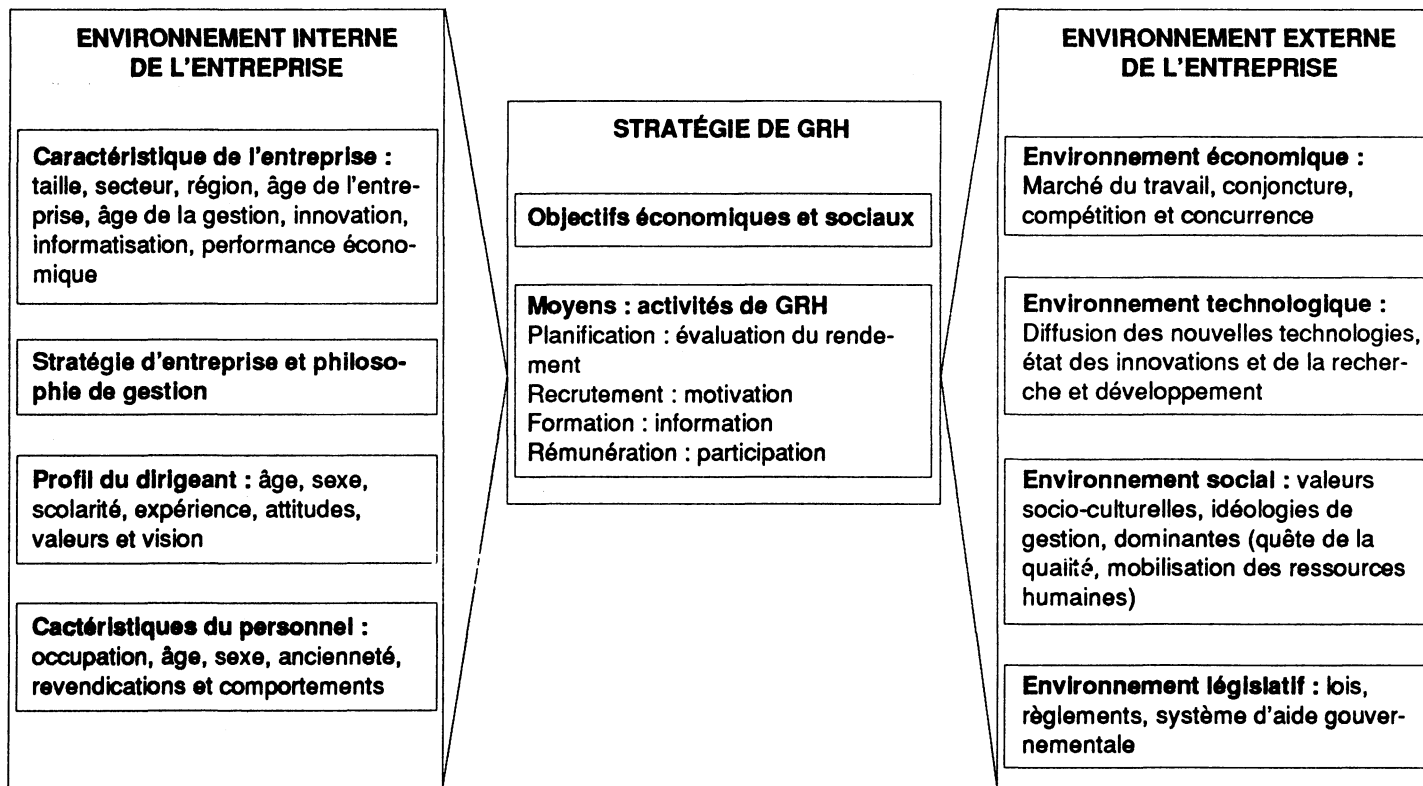 ENVIRONNEMENT INTERNE
DE L'ENTREPRISE
Caractéristique de l'entreprise :
taille, secteur, région, âge de l'entre-
prise, âge de la gestion, innovation,
informatisation, performance écono-
mique
Stratégie d'entreprise et philoso-
phie de gestion
Profil du dirigeant : âge, sexe,
scolarité, expérience, attitudes,
valeurs et vision
Cactéristiques du personnel :
occupation, âge, sexe, ancienneté,
revendications et comportements
STRATÉGIE DE GRH
Objectifs économiques et sociaux
Moyens : activités de GRH
Planification : évaluation du rende-
ment
Recrutement : motivation
Formation : information
Rémunération : participation
ENVIRONNEMENT EXTERNE
DE L'ENTREPRISE
Environnement économique :
Marché du travail, conjoncture,
compétition et concurrence
Environnement technologique :
Diffusion des nouvelles technologies,
état des innovations et de la recher-
che et développement
Environnement social : valeurs
socio-culturelles, idéologies de
gestion, dominantes (quête de la
qualité, mobilisation des ressources
humaines)
Environnement législatif : lois,
règlements, système d'aide gouver-
nementale